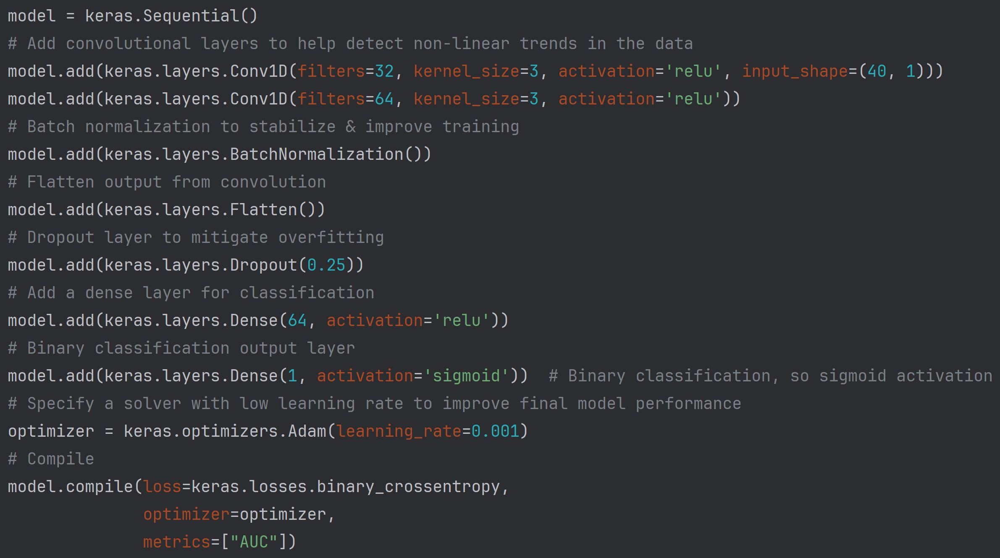 model = keras.Sequential()
# Add convolutional layers to help detect non-linear trends in the data
model.add(keras.layers.Conv1D(filters=32, kernel_size=3, activation='relu', input_shape=(40, 1)))
model.add(keras.layers.Conv1D(filters=64, kernel_size=3, activation='relu'))
# Batch normalization to stabilize & improve training
model.add(keras.layers.BatchNormalization())
# Flatten output from convolution
model.add(keras.layers.Flatten())
# Dropout layer to mitigate overfitting
model.add(keras.layers.Dropout(0.25))
# Add a dense layer for classification
model.add(keras.layers.Dense(64, activation='relu'))
# Binary classification output layer
model.add(keras.layers.Dense(1, activation='sigmoid'))  # Binary classification, so sigmoid activation
# Specify a solver with low learning rate to improve final model performance
optimizer = keras.optimizers.Adam(learning_rate=0.001)
# Compile
model.compile(loss=keras.losses.binary_crossentropy,
              optimizer=optimizer,
              metrics=["AUC"])